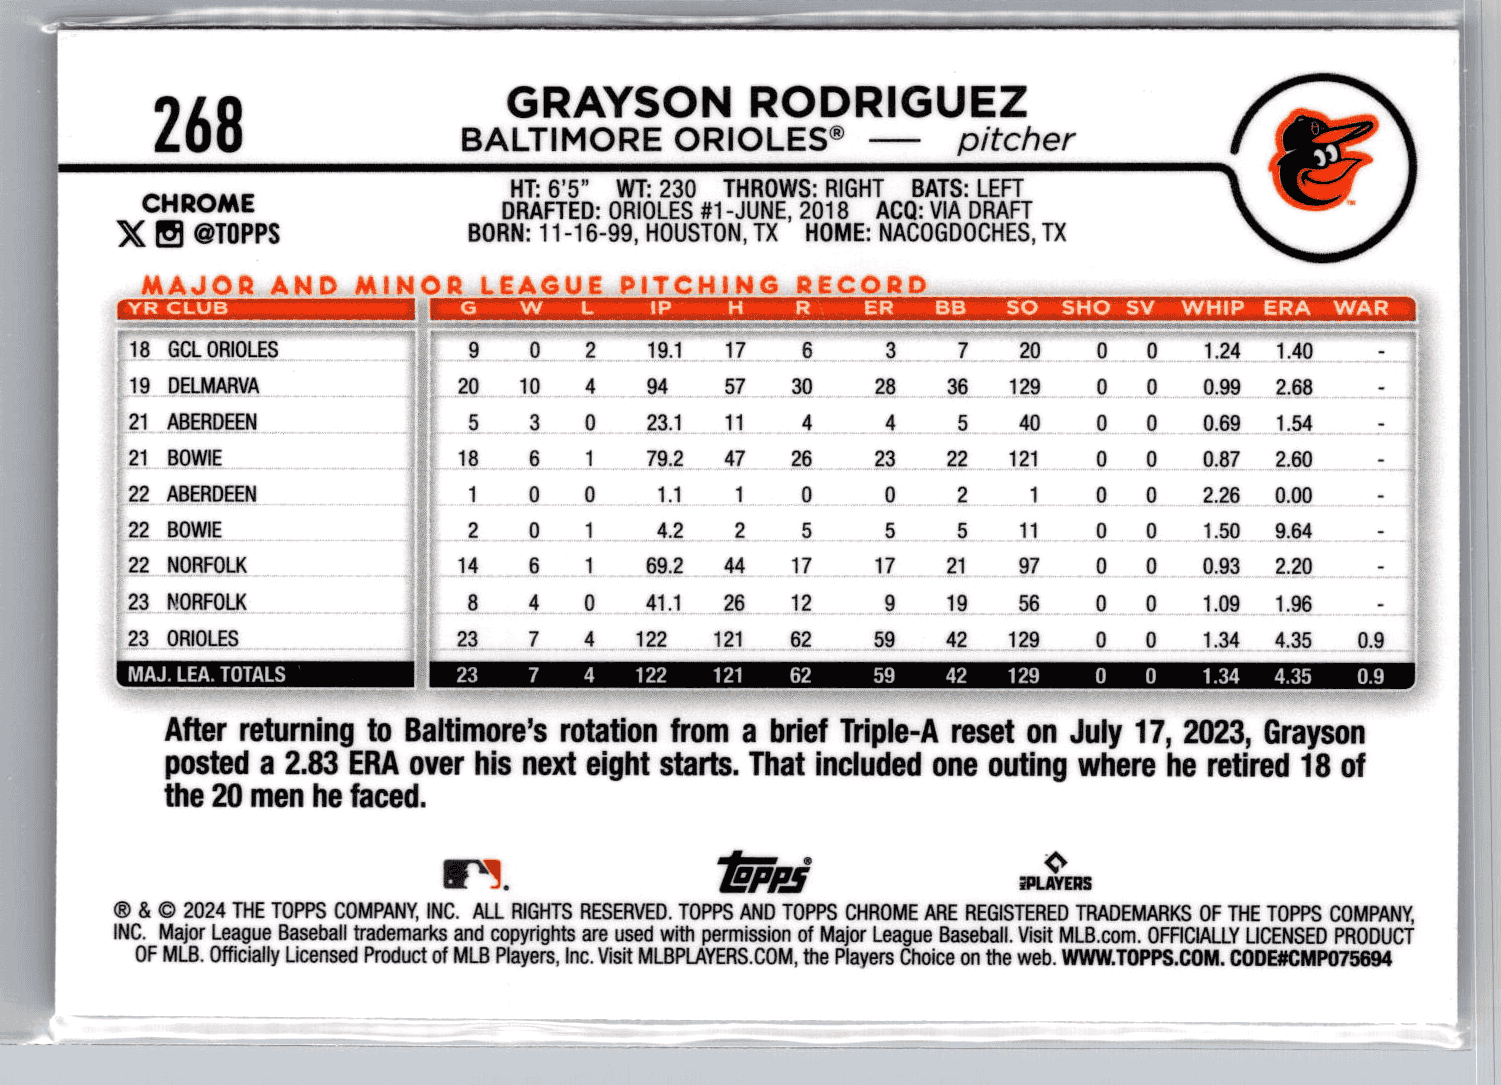 268
GRAYSON RODRIGUEZ
BALTIMORE ORIOLES® — pitcher
CHROME
@TOPPS
HT: 6'5" WT: 230 THROWS: RIGHT BATS: LEFT
DRAFTED: ORIOLES #1-JUNE, 2018 ACQ: VIA DRAFT
BORN: 11-16-99, HOUSTON, TX HOME: NACOGDOCHES, TX
MAJOR AND MINOR LEAGUE PITCHING RECORD
YR CLUB G W L IP H R ER BB SO SHO SV WHIP ERA WAR
18 GCL ORIOLES 9 0 2 19.1 17 6 3 7 20 0 0 1.24 1.40 -
19 DELMARVA 20 10 4 94 57 30 28 36 129 0 0 0.99 2.68 -
21 ABERDEEN 5 3 0 23.1 11 4 4 5 40 0 0 0.69 1.54 -
21 BOWIE 18 6 1 79.2 47 26 23 22 121 0 0 0.87 2.60 -
22 ABERDEEN 1 0 0 1.1 1 0 0 2 1 0 0 2.26 0.00 -
22 BOWIE 2 0 1 4.2 2 5 5 5 11 0 0 1.50 9.64 -
22 NORFOLK 14 6 1 69.2 44 17 17 21 97 0 0 0.93 2.20 -
23 NORFOLK 8 4 0 41.1 26 12 9 19 56 0 0 1.09 1.96 -
23 ORIOLES 23 7 4 122 121 62 59 42 129 0 0 1.34 4.35 0.9
MAJ. LEA. TOTALS 23 7 4 122 121 62 59 42 129 0 0 1.34 4.35 0.9
After returning to Baltimore's rotation from a brief Triple-A reset on July 17, 2023, Grayson
posted a 2.83 ERA over his next eight starts. That included one outing where he retired 18 of
the 20 men he faced.
Topps®
MLB PLAYERS
® & © 2024 THE TOPPS COMPANY, INC. ALL RIGHTS RESERVED. TOPPS AND TOPPS CHROME ARE REGISTERED TRADEMARKS OF THE TOPPS COMPANY,
INC. Major League Baseball trademarks and copyrights are used with permission of Major League Baseball. Visit MLB.com. OFFICIALLY LICENSED PRODUCT
OF MLB. Officially Licensed Product of MLB Players, Inc. Visit MLBPLAYERS.COM, the Players Choice on the web. WWW.TOPPS.COM. CODE#CMP075694